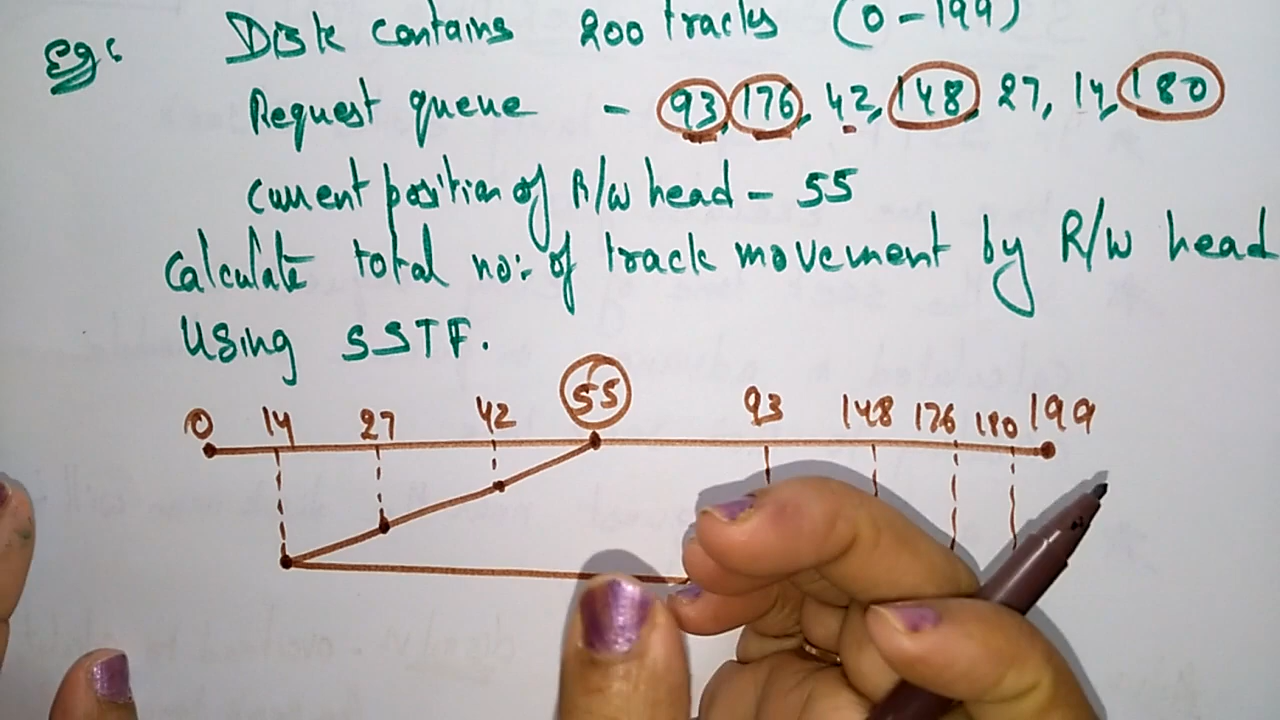 Eg: Disk contains 200 tracks (0-199)
Request queue - 93, 176, 42, 148, 27, 14, 180
Current position of R/w head - 55
Calculate total no: of track movement by R/W head
Using SSTF.
0 14 27 42 55 93 148 176 180 199